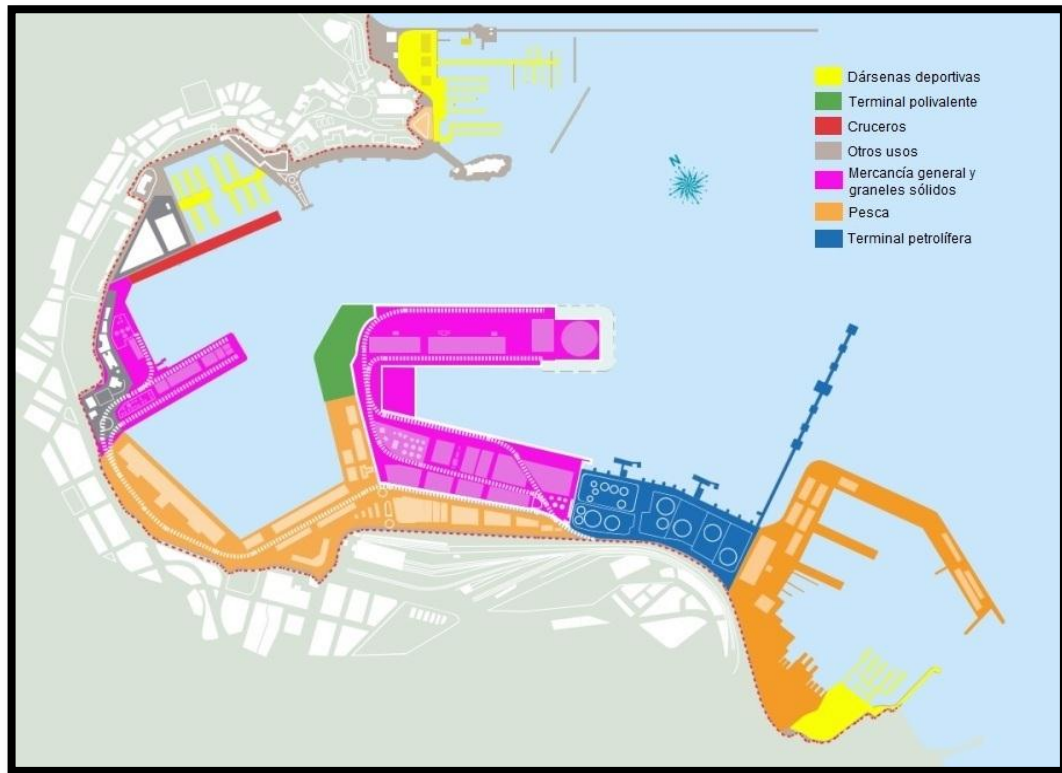 Dársenas deportivas
Terminal polivalente
Cruceros
Otros usos
Mercancía general y
graneles sólidos
Pesca
Terminal petrolífera
N